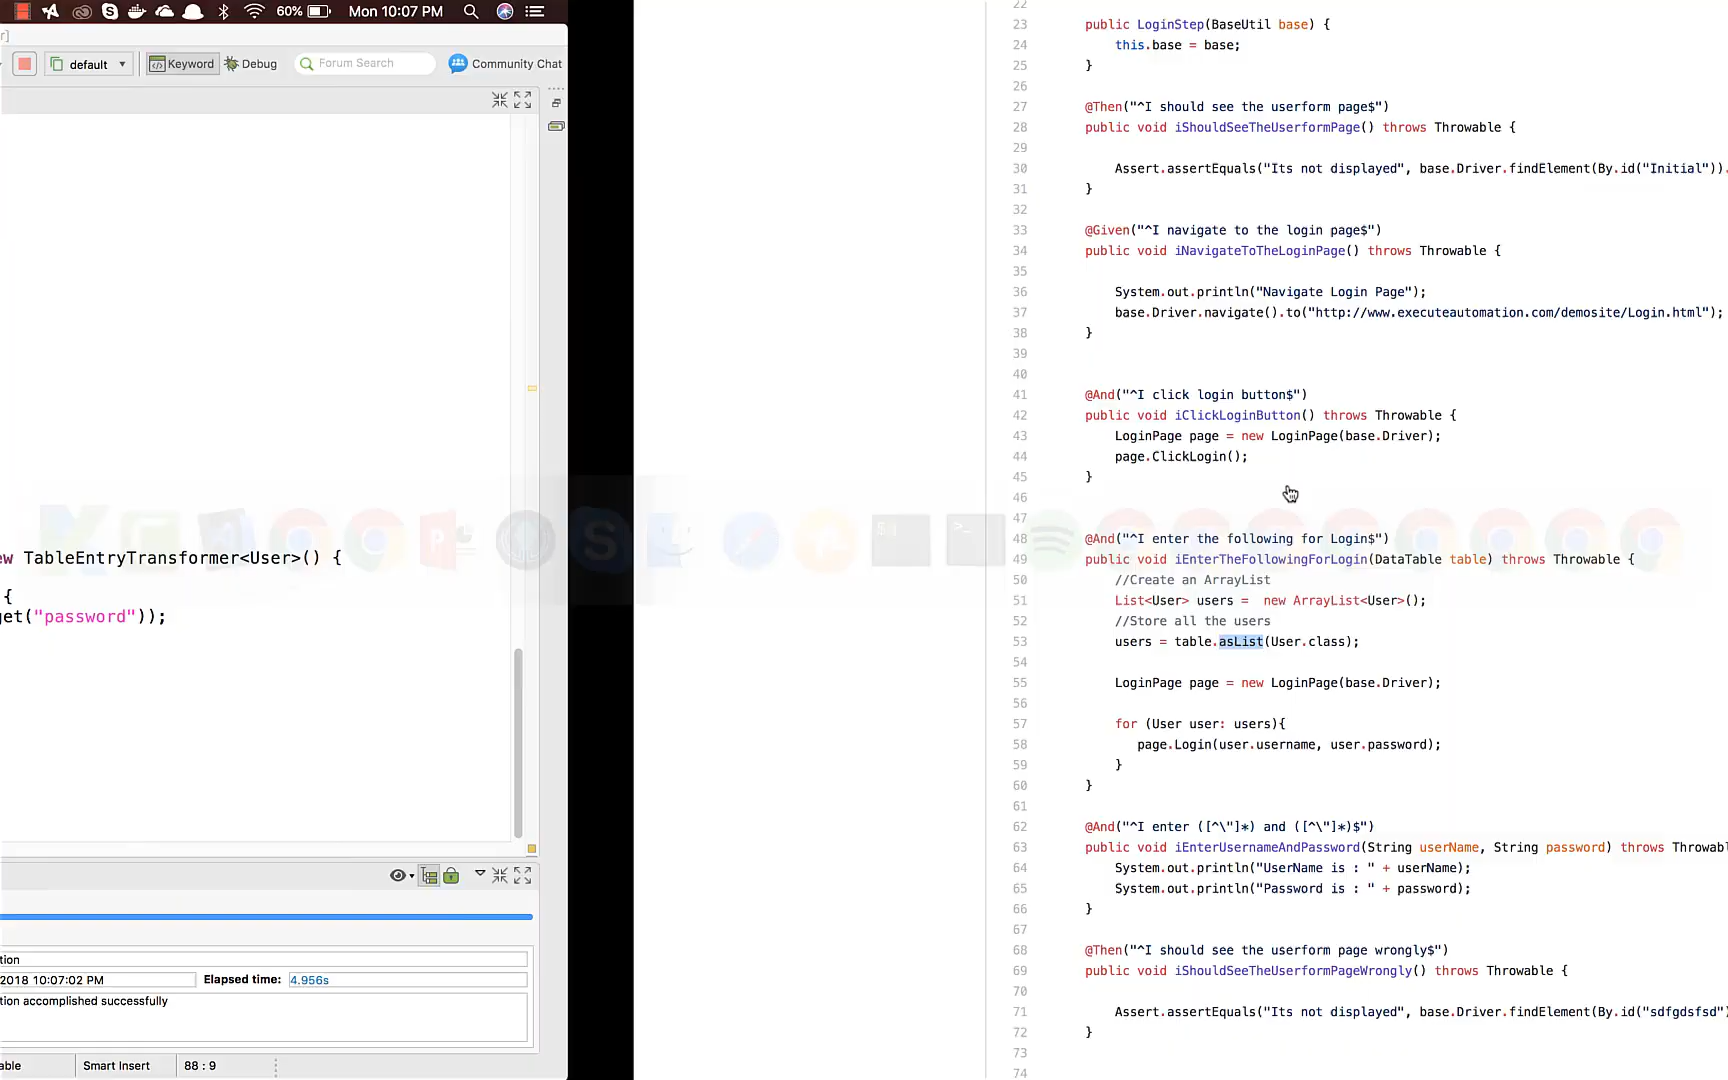 60% Mon 10:07 PM
r]
default Keyword Debug Forum Search Community Chat
ew TableEntryTransformer<User>() {
{
get("password"));
tion
2018 10:07:02 PM Elapsed time: 4.956s
tion accomplished successfully
able Smart Insert 88 : 9
22
23 public LoginStep(BaseUtil base) {
24 this.base = base;
25 }
26
27 @Then("^I should see the userform page$")
28 public void iShouldSeeTheUserformPage() throws Throwable {
29
30 Assert.assertEquals("Its not displayed", base.Driver.findElement(By.id("Initial")).
31 }
32
33 @Given("^I navigate to the login page$")
34 public void iNavigateToTheLoginPage() throws Throwable {
35
36 System.out.println("Navigate Login Page");
37 base.Driver.navigate().to("http://www.executeautomation.com/demosite/Login.html");
38 }
39
40
41 @And("^I click login button$")
42 public void iClickLoginButton() throws Throwable {
43 LoginPage page = new LoginPage(base.Driver);
44 page.ClickLogin();
45 }
46
47
48 @And("^I enter the following for Login$")
49 public void iEnterTheFollowingForLogin(DataTable table) throws Throwable {
50 //Create an ArrayList
51 List<User> users =  new ArrayList<User>();
52 //Store all the users
53 users = table.asList(User.class);
54
55 LoginPage page = new LoginPage(base.Driver);
56
57 for (User user: users){
58 page.Login(user.username, user.password);
59 }
60 }
61
62 @And("^I enter ([^\"]*) and ([^\"]*)$")
63 public void iEnterUsernameAndPassword(String userName, String password) throws Throwabl
64 System.out.println("UserName is : " + userName);
65 System.out.println("Password is : " + password);
66 }
67
68 @Then("^I should see the userform page wrongly$")
69 public void iShouldSeeTheUserformPageWrongly() throws Throwable {
70
71 Assert.assertEquals("Its not displayed", base.Driver.findElement(By.id("sdfgdsfsd")
72 }
73
74